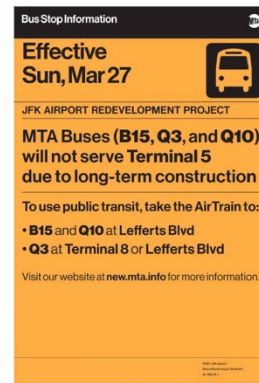 Bus Stop Information
MTA
Effective
Sun, Mar 27
JFK AIRPORT REDEVELOPMENT PROJECT
MTA Buses (B15, Q3, and Q10)
will not serve Terminal 5
due to long-term construction
To use public transit, take the AirTrain to:
• B15 and Q10 at Lefferts Blvd
• Q3 at Terminal 8 or Lefferts Blvd
Visit our website at new.mta.info for more information.